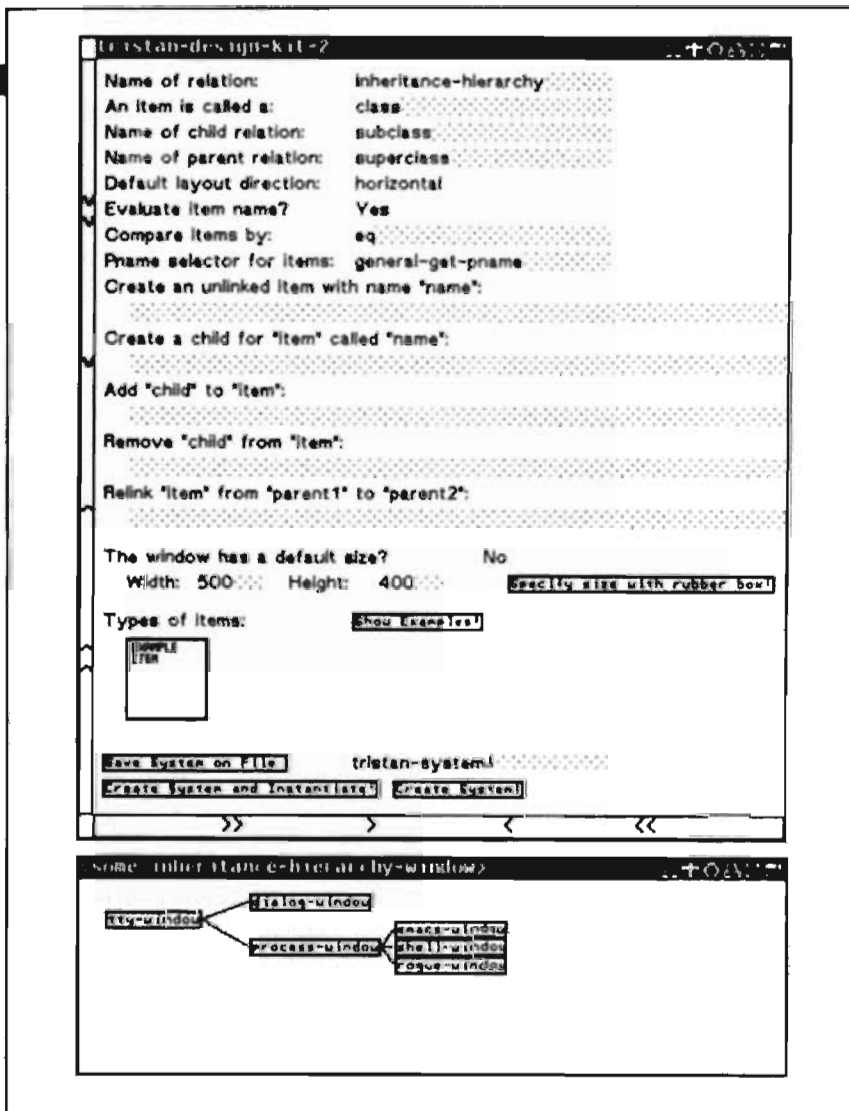 tristan-design-kit-2
Name of relation: inheritance-hierarchy
An item is called a: class
Name of child relation: subclass
Name of parent relation: superclass
Default layout direction: horizontal
Evaluate item name? Yes
Compare items by: eq
Pname selector for items: general-get-pname
Create an unlinked item with name "name":
Create a child for "item" called "name":
Add "child" to "item":
Remove "child" from "item":
Relink "item" from "parent1" to "parent2":
The window has a default size? No
Width: 500 Height: 400 Specify size with rubber box!
Types of items: Show Examples!
EXAMPLE
ITEM
Save System on File tristan-system
Create System and Instantiate! Create System!
>> > < <<
<some inheritance-hierarchy-window>
dialog-window
tty-window
emacs-window
process-window shell-window
rogue-window